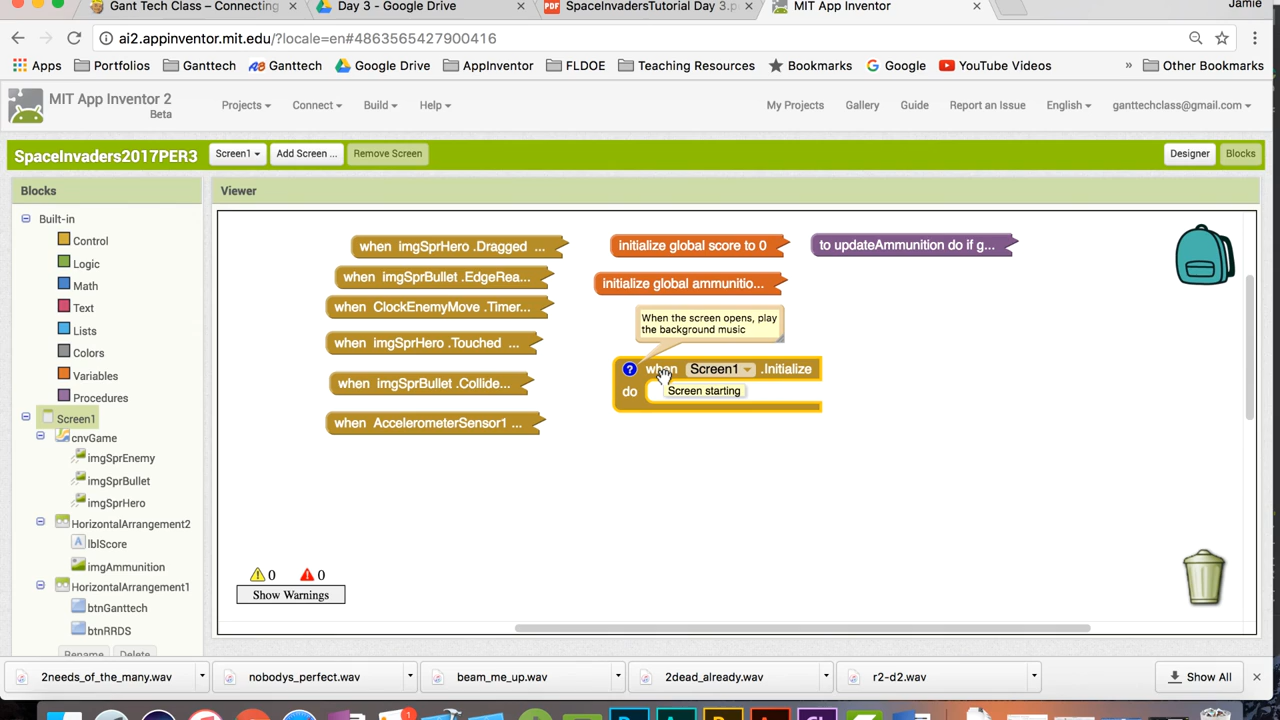 Gant Tech Class – Connecting
Day 3 - Google Drive
SpaceInvadersTutorial Day 3.p
MIT App Inventor
Jamie
ai2.appinventor.mit.edu/?locale=en#4863565427900416
Apps
Portfolios
Ganttech
Ganttech
Google Drive
AppInventor
FLDOE
Teaching Resources
Bookmarks
Google
YouTube Videos
»
Other Bookmarks
MIT App Inventor 2
Beta
Projects
Connect
Build
Help
My Projects
Gallery
Guide
Report an Issue
English
ganttechclass@gmail.com
SpaceInvaders2017PER3
Screen1
Add Screen ...
Remove Screen
Designer
Blocks
Blocks
Built-in
Control
Logic
Math
Text
Lists
Colors
Variables
Procedures
Screen1
cnvGame
imgSprEnemy
imgSprBullet
imgSprHero
HorizontalArrangement2
lblScore
imgAmmunition
HorizontalArrangement1
btnGanttech
btnRRDS
Rename
Delete
Viewer
when imgSprHero .Dragged ...
when imgSprBullet .EdgeRea...
when ClockEnemyMove .Timer...
when imgSprHero .Touched ...
when imgSprBullet .Collide...
when AccelerometerSensor1 ...
initialize global score to 0
initialize global ammunitio...
to updateAmmunition do if g...
When the screen opens, play
the background music
? when Screen1 .Initialize
do
Screen starting
0
0
Show Warnings
2needs_of_the_many.wav
nobodys_perfect.wav
beam_me_up.wav
2dead_already.wav
r2-d2.wav
Show All